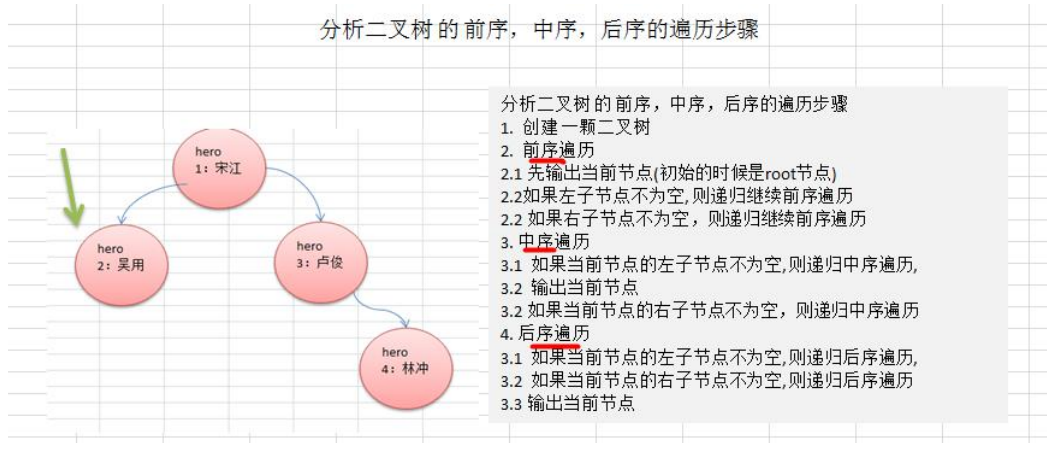 分析二叉树的前序，中序，后序的遍历步骤
hero
1：宋江
hero
2：吴用
hero
3：卢俊
hero
4：林冲
分析二叉树的前序，中序，后序的遍历步骤
1. 创建一颗二叉树
2. 前序遍历
2.1 先输出当前节点(初始的时候是root节点)
2.2如果左子节点不为空,则递归继续前序遍历
2.2 如果右子节点不为空，则递归继续前序遍历
3. 中序遍历
3.1 如果当前节点的左子节点不为空,则递归中序遍历,
3.2 输出当前节点
3.2 如果当前节点的右子节点不为空，则递归中序遍历
4. 后序遍历
3.1 如果当前节点的左子节点不为空,则递归后序遍历,
3.2 如果当前节点的右子节点不为空,则递归后序遍历
3.3 输出当前节点